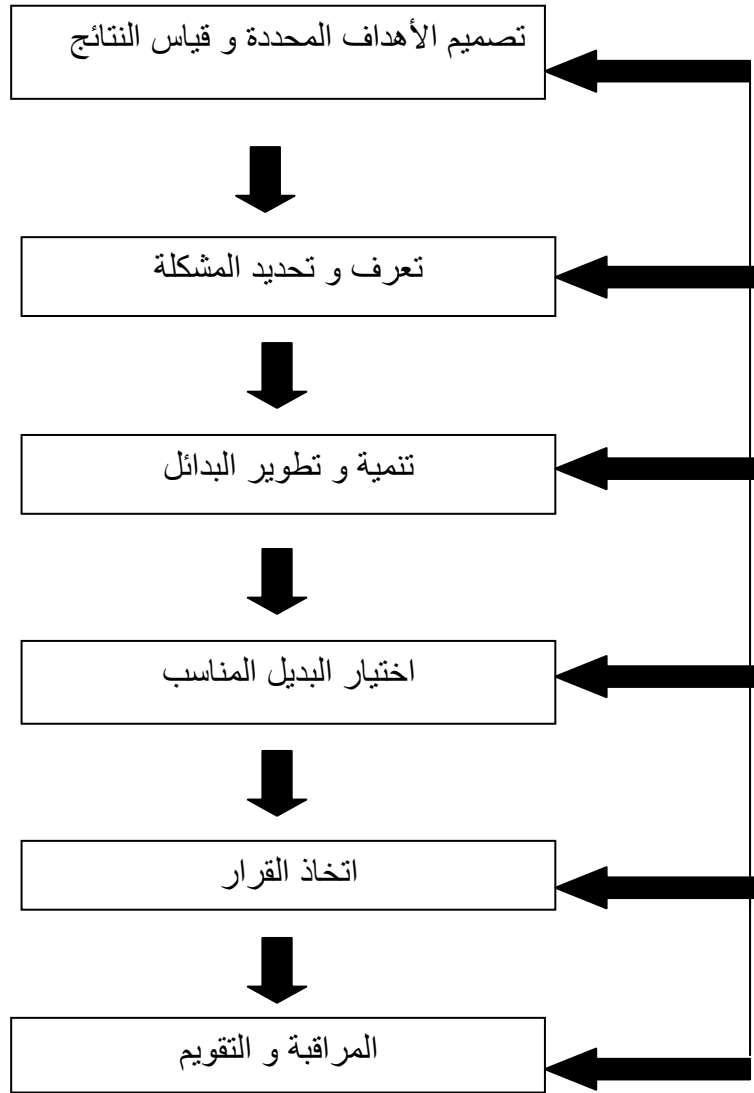 تصميم الأهداف المحددة و قياس النتائج
تعرف و تحديد المشكلة
تنمية و تطوير البدائل
اختيار البديل المناسب
اتخاذ القرار
المراقبة و التقويم